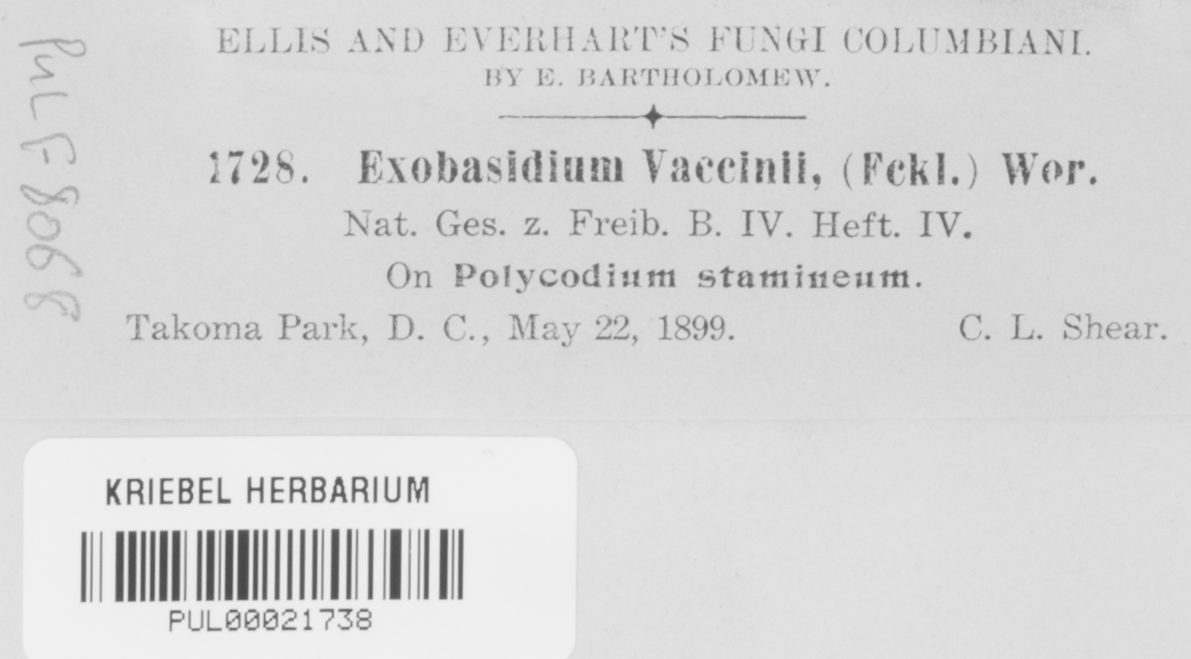 ELLIS AND EVERHART'S FUNGI COLUMBIANI.
BY E. BARTHOLOMEW.
1728. Exobasidium Vaccinii, (Fckl.) Wor.
Nat. Ges. z. Freib. B. IV. Heft. IV.
On Polycodium stamineum.
Takoma Park, D. C., May 22, 1899. C. L. Shear.
PUL F 8068
KRIEBEL HERBARIUM
PUL00021738